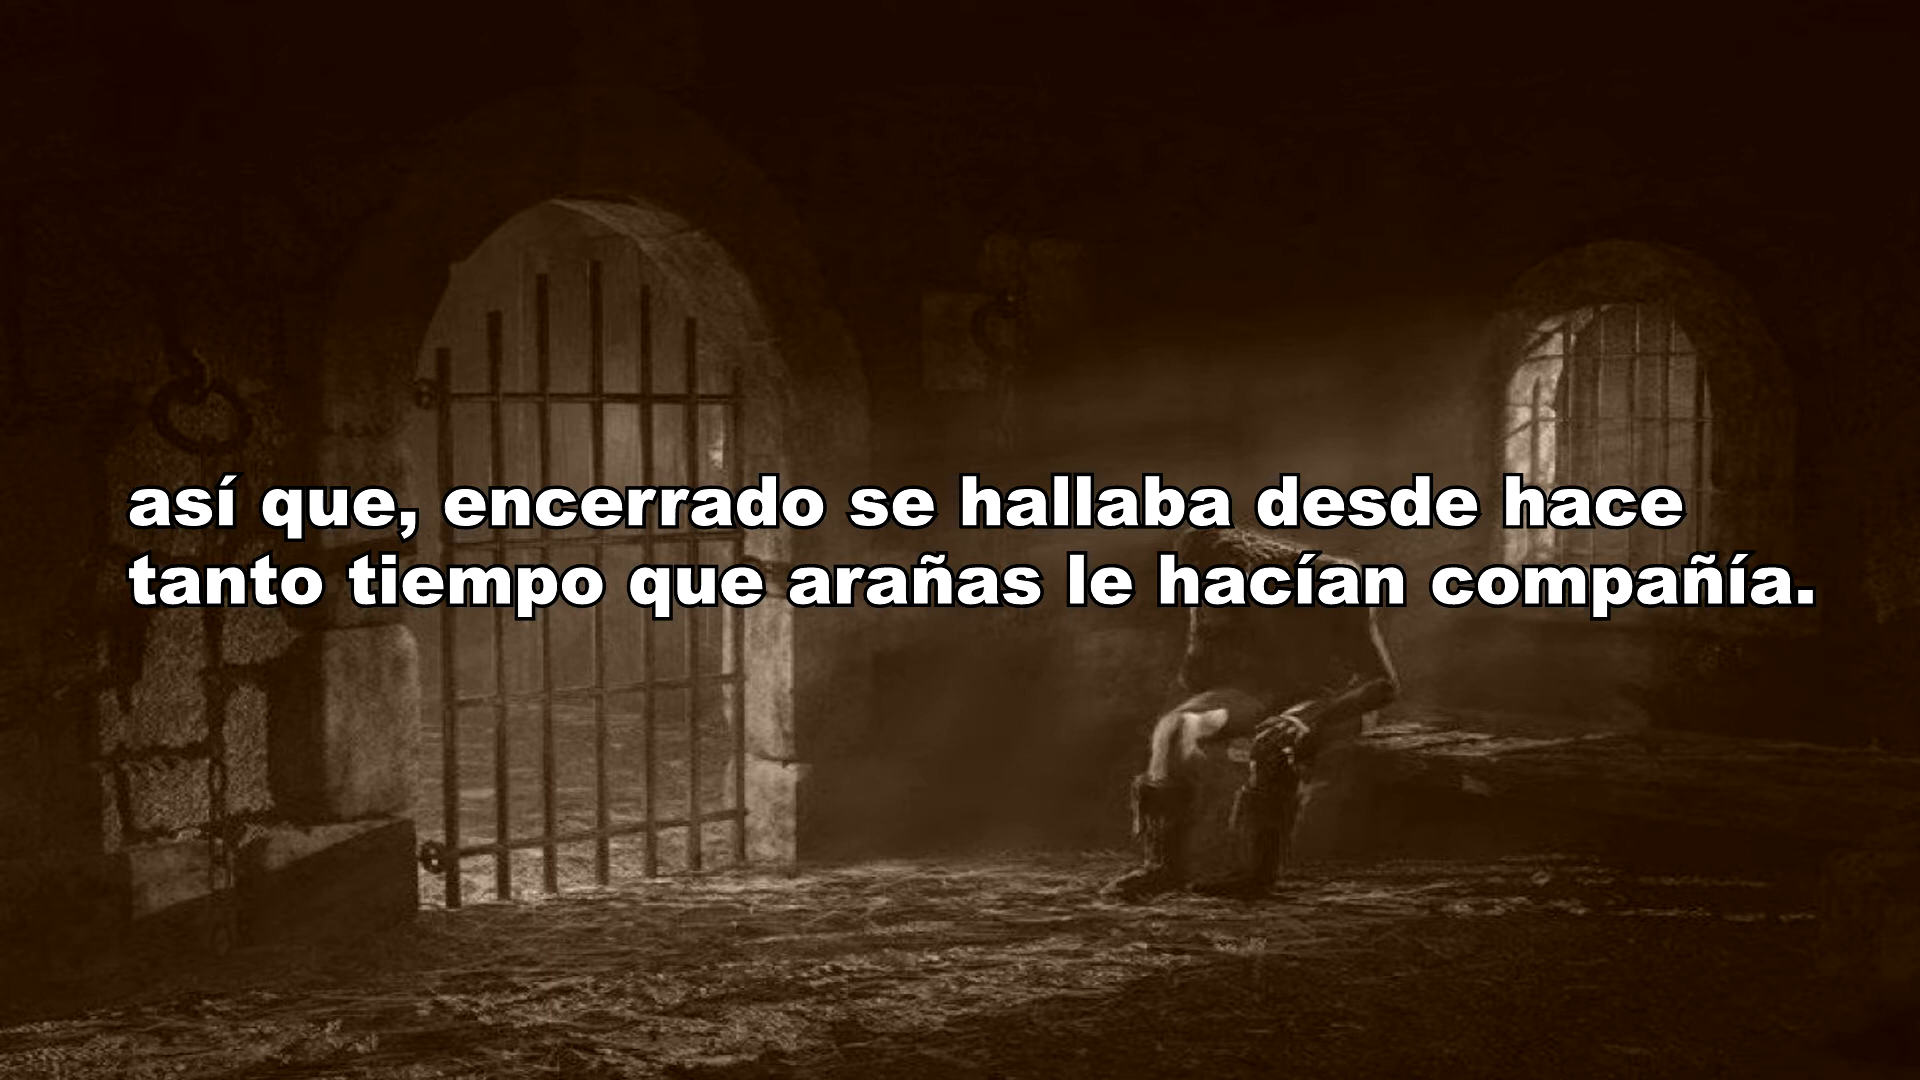 así que, encerrado se hallaba desde hace
tanto tiempo que arañas le hacían compañía.